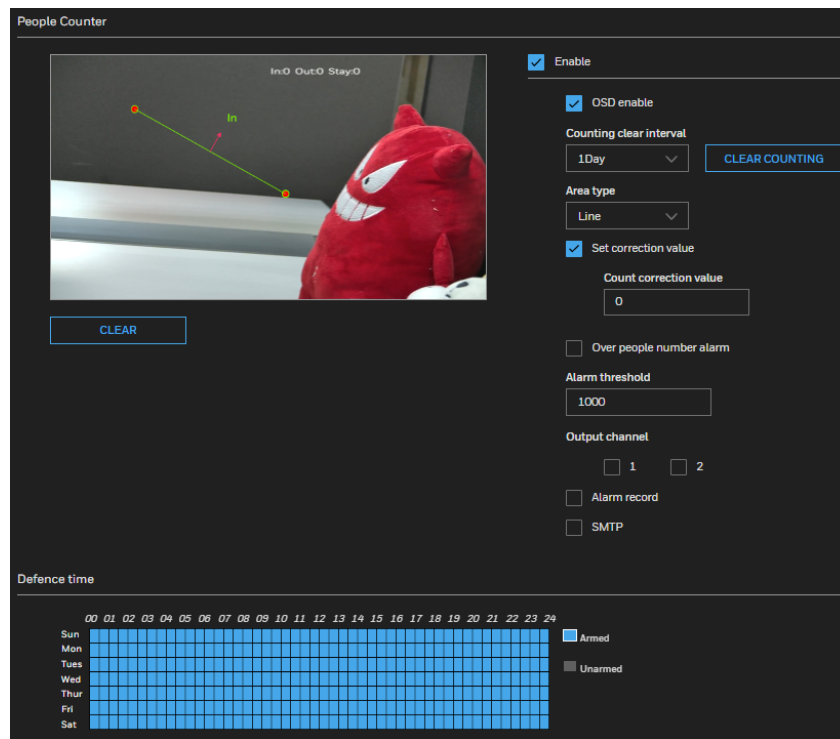 People Counter
In:0 Out:0 Stay:0
In
CLEAR
Enable
OSD enable
Counting clear interval
1Day
CLEAR COUNTING
Area type
Line
Set correction value
Count correction value
0
Over people number alarm
Alarm threshold
1000
Output channel
1 2
Alarm record
SMTP
Defence time
00 01 02 03 04 05 06 07 08 09 10 11 12 13 14 15 16 17 18 19 20 21 22 23 24
Sun
Mon
Tues
Wed
Thur
Fri
Sat
Armed
Unarmed